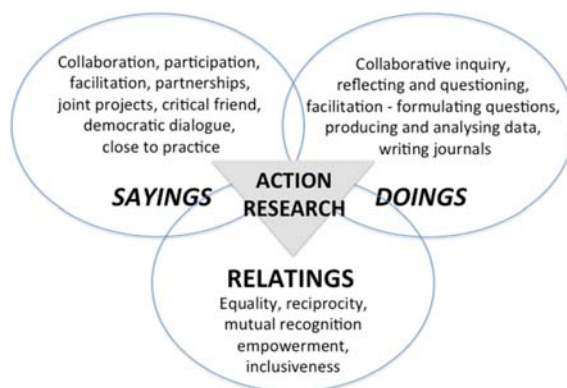 Collaboration, participation,
facilitation, partnerships,
joint projects, critical friend,
democratic dialogue,
close to practice
SAYINGS
Collaborative inquiry,
reflecting and questioning,
facilitation - formulating questions,
producing and analysing data,
writing journals
DOINGS
ACTION
RESEARCH
RELATINGS
Equality, reciprocity,
mutual recognition
empowerment,
inclusiveness